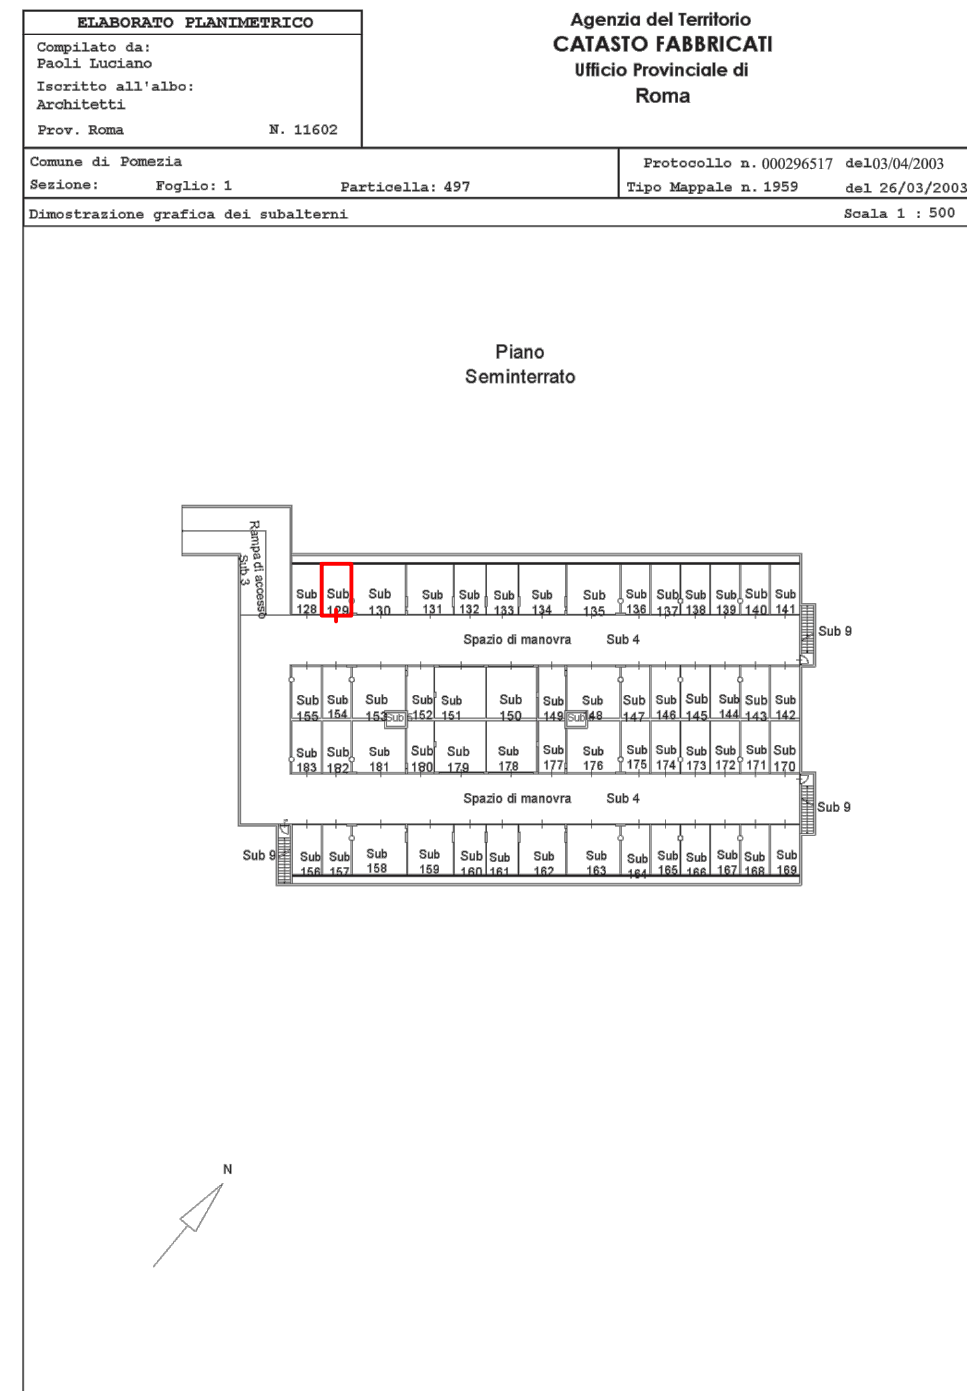 ELABORATO PLANIMETRICO
Compilato da:
Paoli Luciano
Iscritto all'albo:
Architetti
Prov. Roma N. 11602
Agenzia del Territorio
CATASTO FABBRICATI
Ufficio Provinciale di
Roma
Comune di Pomezia
Sezione: Foglio: 1 Particella: 497
Protocollo n. 000296517 del03/04/2003
Tipo Mappale n. 1959 del 26/03/2003
Dimostrazione grafica dei subalterni Scala 1 : 500
Piano
Seminterrato
Rampa di accesso
Sub 3
Sub Sub Sub Sub Sub Sub Sub Sub Sub Sub Sub Sub Sub Sub
128 129 130 131 132 133 134 135 136 137 138 139 140 141
Spazio di manovra Sub 4
Sub 9
Sub Sub Sub Sub Sub Sub Sub Sub Sub Sub Sub Sub Sub Sub
155 154 153 152 151 150 149 148 147 146 145 144 143 142
Sub Sub
Sub Sub Sub Sub Sub Sub Sub Sub Sub Sub Sub Sub Sub Sub
183 182 181 180 179 178 177 176 175 174 173 172 171 170
Spazio di manovra Sub 4
Sub 9
Sub 9
Sub Sub Sub Sub Sub Sub Sub Sub Sub Sub Sub Sub Sub Sub
156 157 158 159 160 161 162 163 164 165 166 167 168 169
N